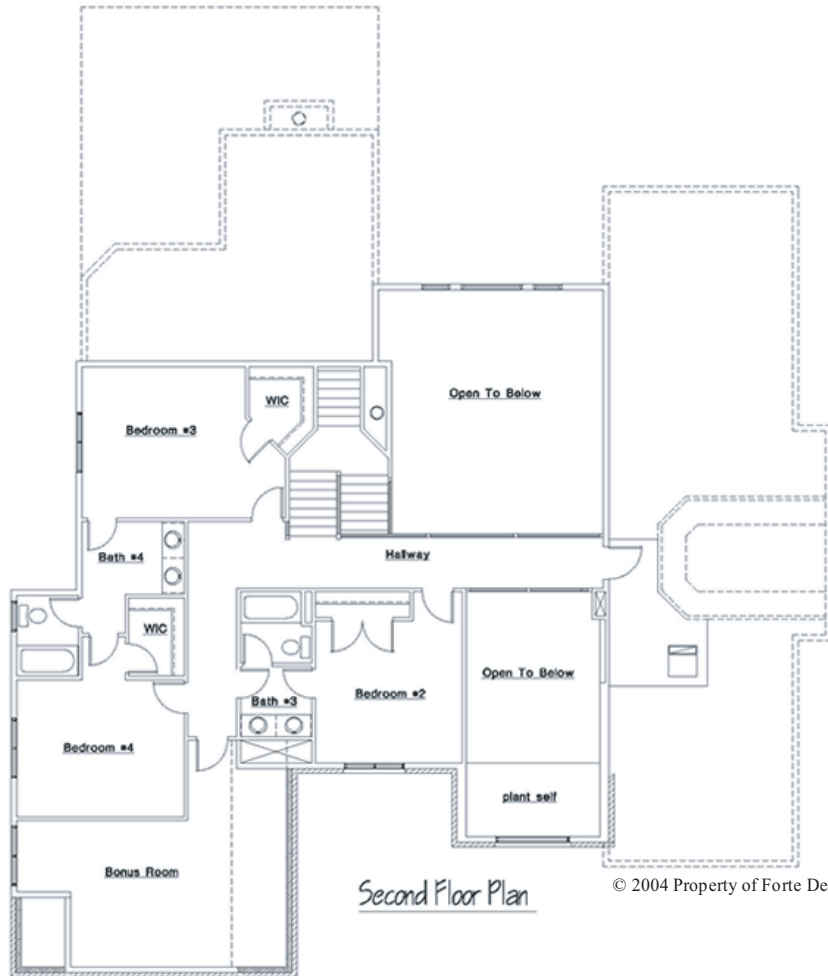 WIC
Open To Below
Bedroom #3
Bath #4
Hallway
WIC
Open To Below
Bedroom #2
Bath #3
Bedroom #4
plant self
Bonus Room
Second Floor Plan
© 2004 Property of Forte De